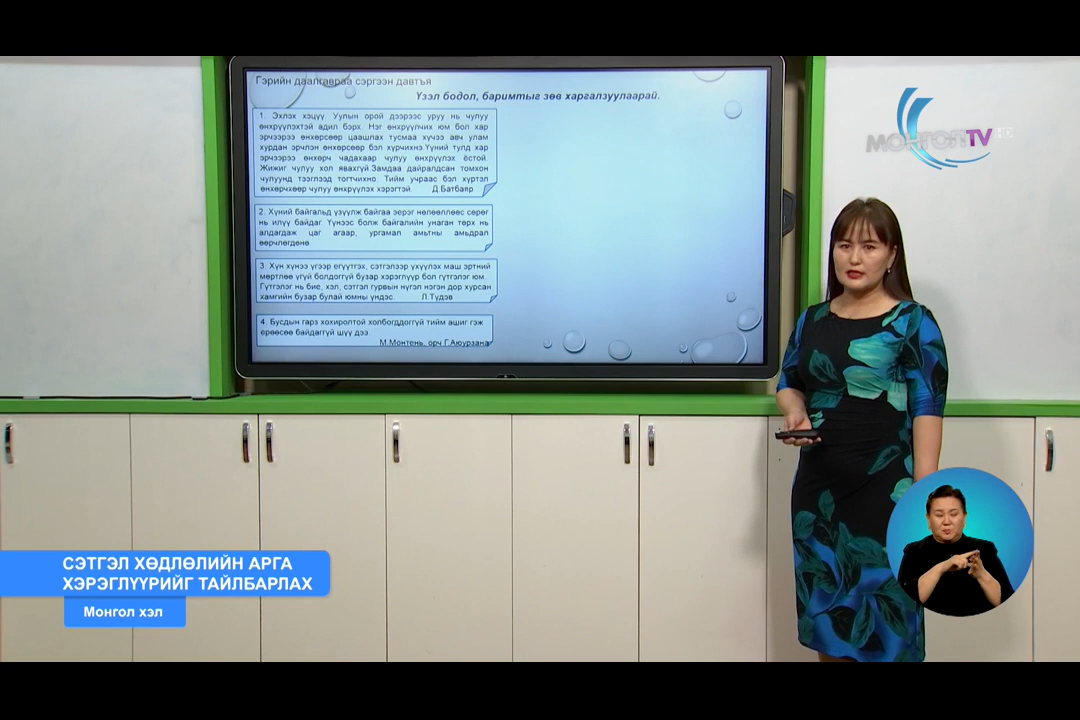 Гэрийн даалгавраа сэргээн давтъя
Үзэл бодол, баримтыг зөв харгалзуулаарай.
1. Эхлэх хэцүү. Уулын орой дээрээс уруу нь чулуу
өнхрүүлэхтэй адил бэрх. Нэг өнхрүүлчих юм бол хар
эрчээрээ өнхөрсөөр цаашлах тусмаа хүчээ авч улам
хурдан эрчлэн өнхөрсөөр бэл хүрчихнэ.Үүний тулд хар
эрчээрээ өнхөрч чадахаар чулуу өнхрүүлэх ёстой.
Жижиг чулуу хол явахгүй.Замдаа дайралдсан томхон
чулуунд тээглээд тогтчихно. Тийм учраас бэл хүртэл
өнхөрчхөөр чулуу өнхрүүлэх хэрэгтэй. Д.Батбаяр
2. Хүний байгальд үзүүлж байгаа эерэг нөлөөллөөс сөрөг
нь илүү байдаг. Үүнээс болж байгалийн унаган төрх нь
алдагдаж цаг агаар, ургамал амьтны амьдрал
өөрчлөгдөнө.
3. Хүн хүнээ үгээр егүүтгэх, сэтгэлээр үхүүлэх маш эртний
мөртлөө үгүй болдоггүй бузар хэрэглүүр бол гүтгэлэг юм.
Гүтгэлэг нь бие, хэл, сэтгэл гурвын нүгэл нэгэн дор хурсан
хамгийн бузар булай юмны үндэс. Л.Түдэв
4. Бусдын гарз хохиролтой холбогддоггүй тийм ашиг гэж
ерөөсөө байдаггүй шүү дээ.
М.Монтень, орч Г.Аюурзана
МОНГОЛTV HD
СЭТГЭЛ ХӨДЛӨЛИЙН АРГА
ХЭРЭГЛҮҮРИЙГ ТАЙЛБАРЛАХ
Монгол хэл